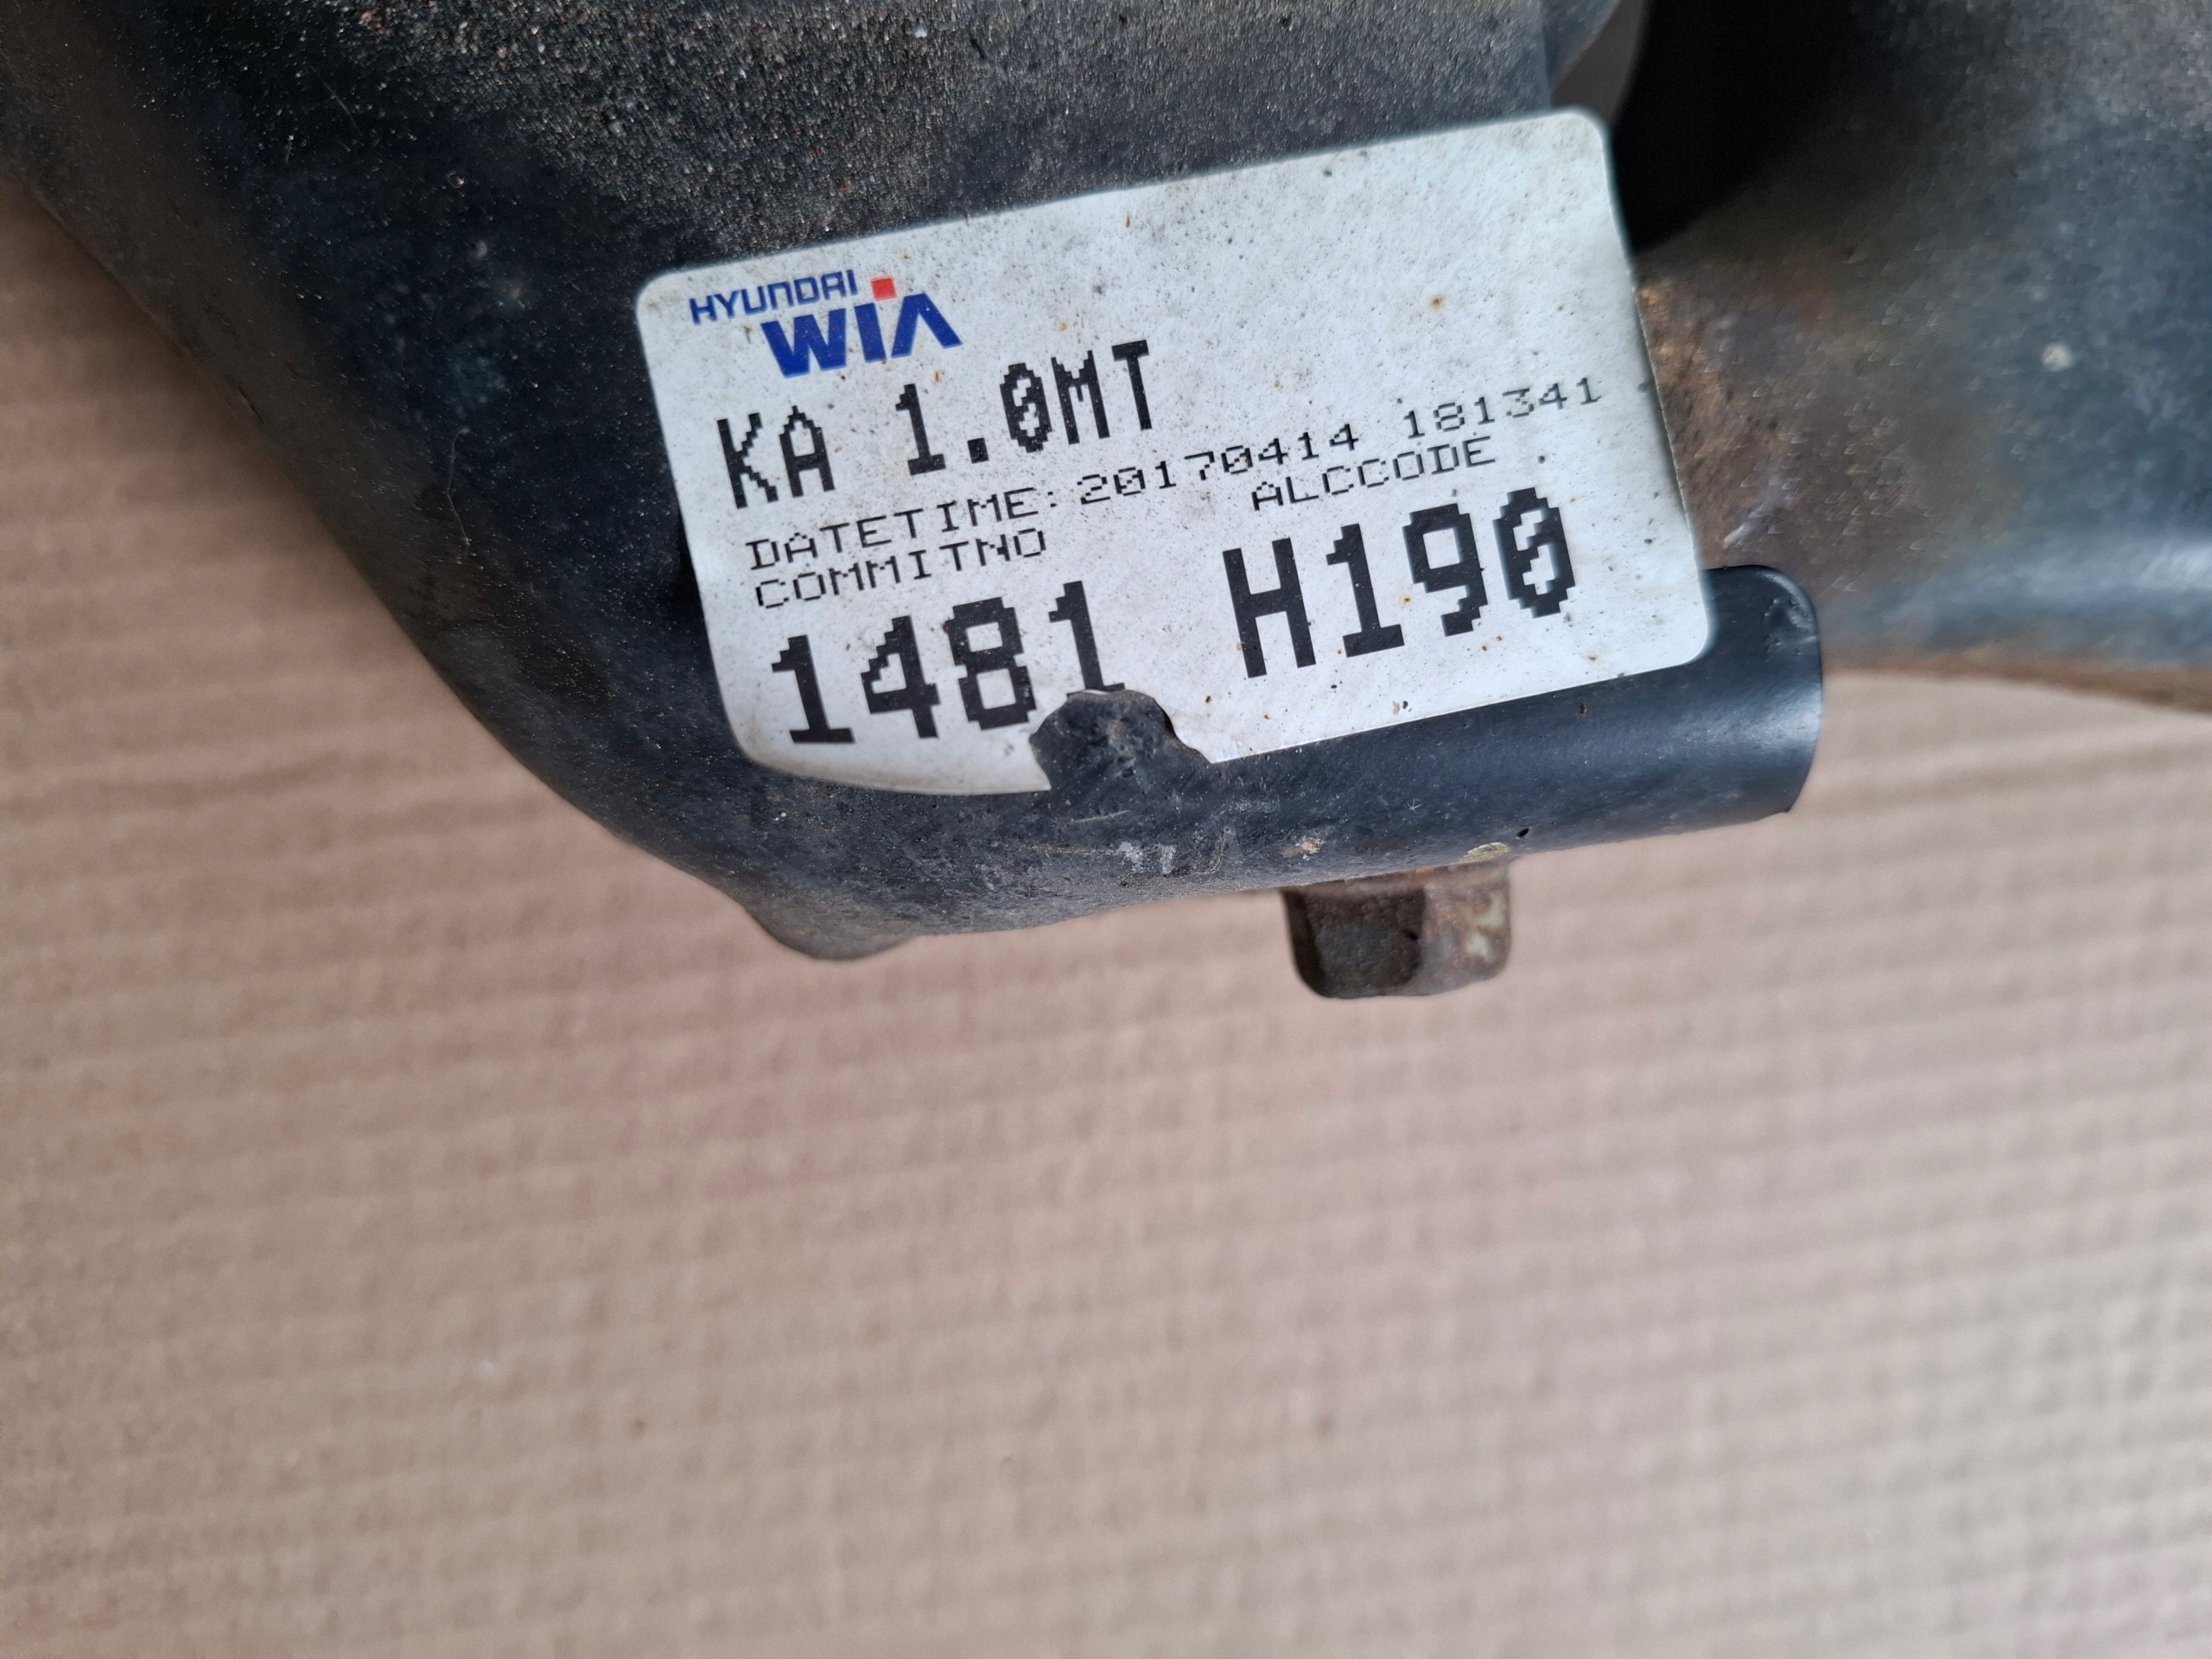 HYUNDAI
WIA
KA 1.0MT
DATETIME:20170414 181341
COMMITNO ALCCODE
1481 H190